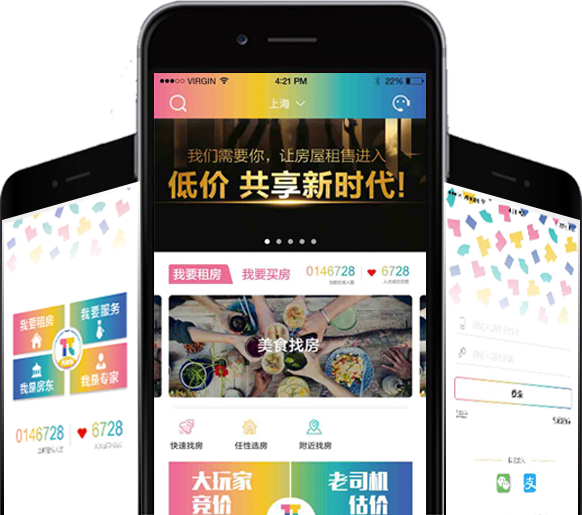 VIRGIN
4:21 PM
22%
上海
我们需要你，让房屋租售进入
低价 共享新时代!
我要租房
我要买房
0146728
6728
美食找房
快速找房
任性选房
附近找房
大玩家
竞价
老司机
估价
我要租房
我要服务
我是房东
我是专家
0146728
6728
登录